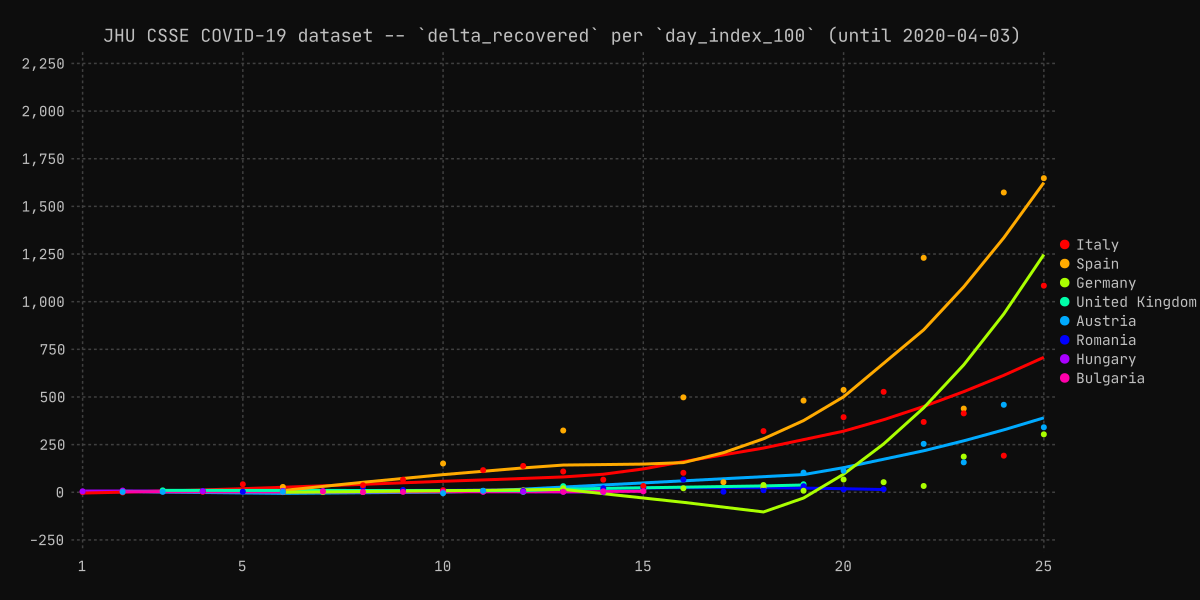 JHU CSSE COVID-19 dataset -- `delta_recovered` per `day_index_100` (until 2020-04-03)
2,250
2,000
1,750
1,500
1,250
1,000
750
500
250
0
−250
1 5 10 15 20 25
Italy
Spain
Germany
United Kingdom
Austria
Romania
Hungary
Bulgaria